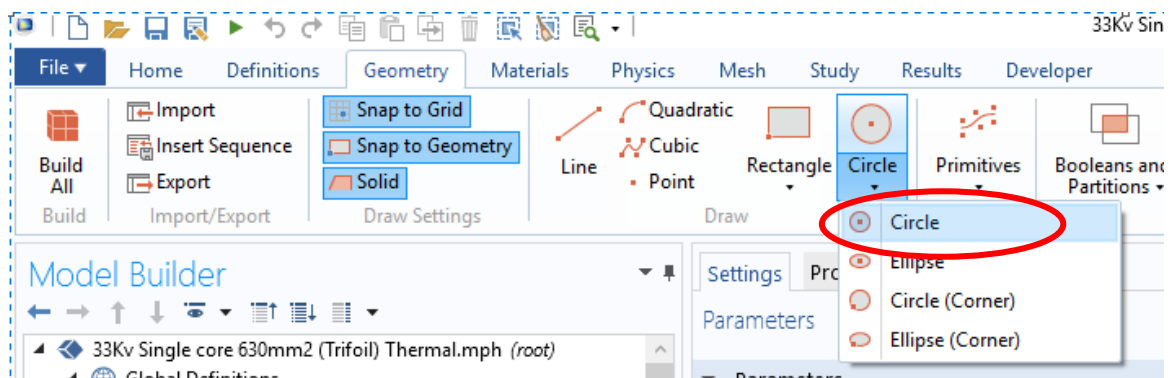 33Kv Sin
File Home Definitions Geometry Materials Physics Mesh Study Results Developer
Build All
Build
Import
Insert Sequence
Export
Import/Export
Snap to Grid
Snap to Geometry
Solid
Draw Settings
Line
Quadratic
Cubic
Point
Rectangle
Circle
Draw
Primitives
Booleans and
Partitions
Circle
Ellipse
Circle (Corner)
Ellipse (Corner)
Model Builder
33Kv Single core 630mm2 (Trifoil) Thermal.mph (root)
Global Definitions
Settings
Parameters
Parameters